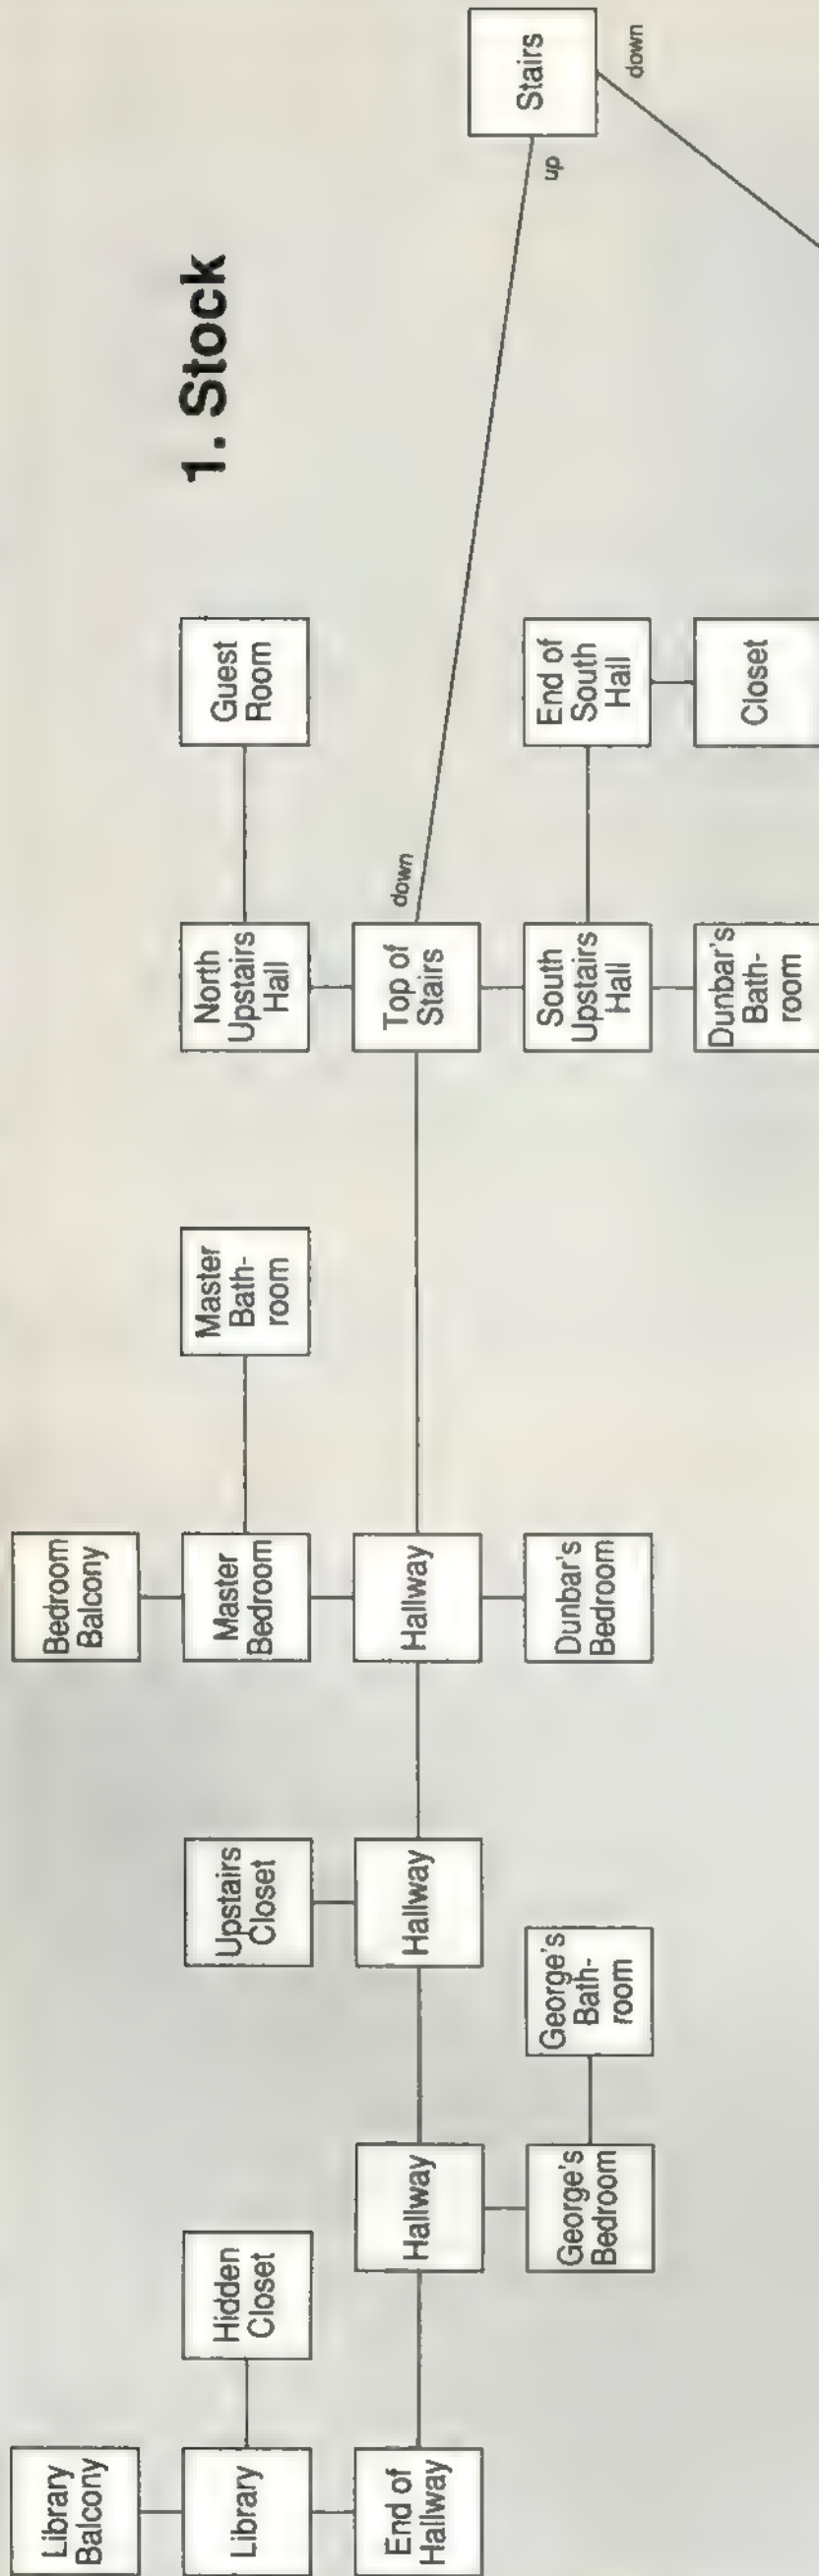 1. Stock
Library
Balcony
Library
End of
Hallway
Hidden
Closet
Hallway
George's
Bedroom
George's
Bath-
room
Upstairs
Closet
Hallway
Bedroom
Balcony
Master
Bedroom
Hallway
Dunbar's
Bedroom
Master
Bath-
room
North
Upstairs
Hall
Top of
Stairs
down
South
Upstairs
Hall
Dunbar's
Bath-
room
Guest
Room
End of
South
Hall
Closet
Stairs
up
down